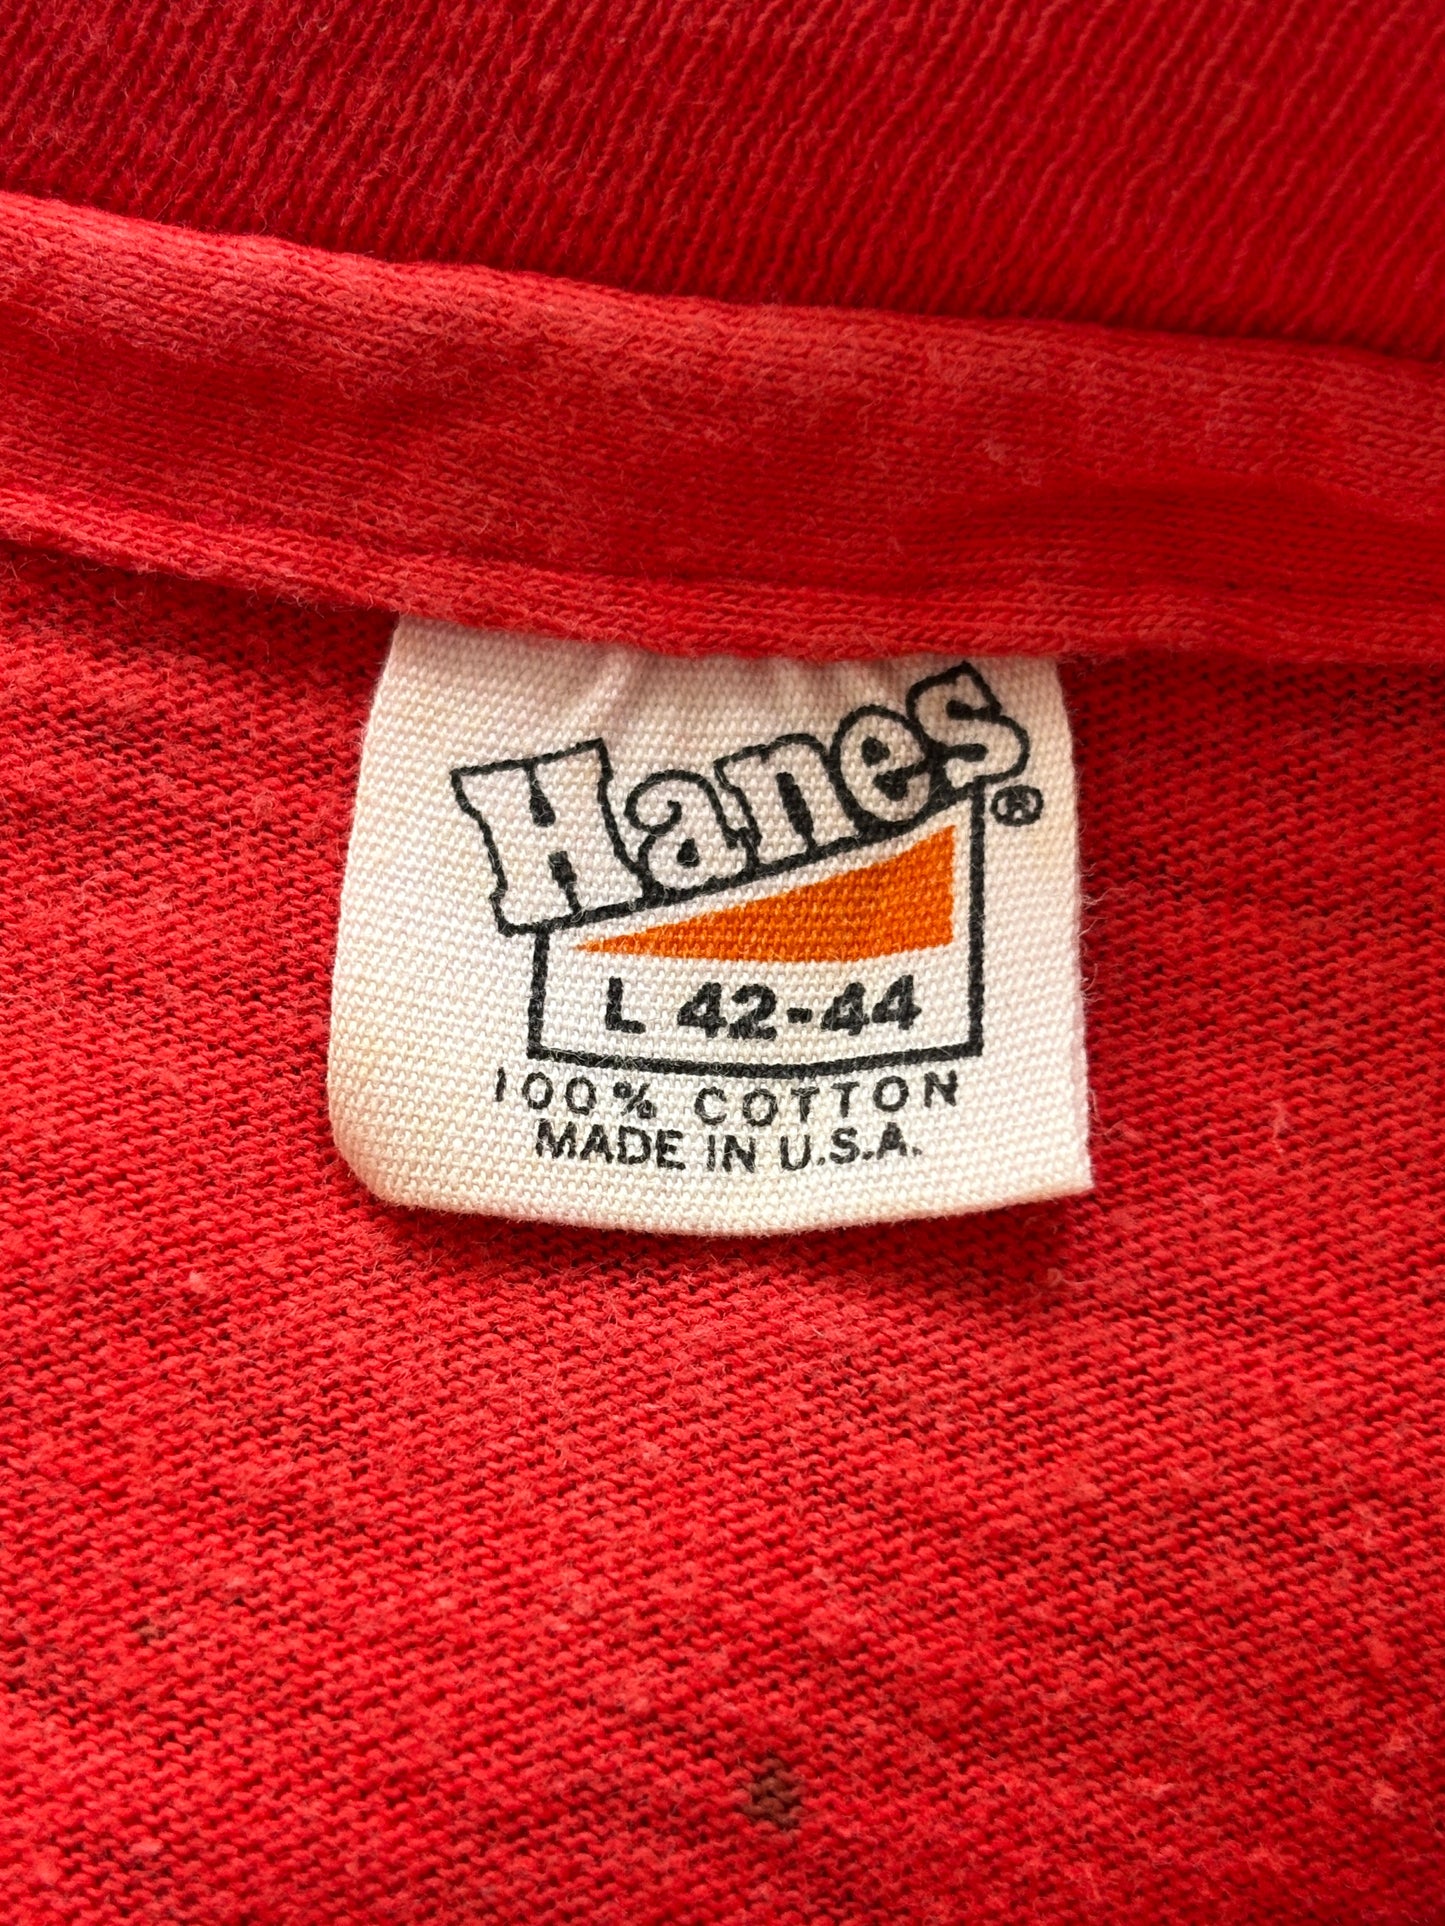 Hanes®
L 42-44
100% COTTON
MADE IN U.S.A.